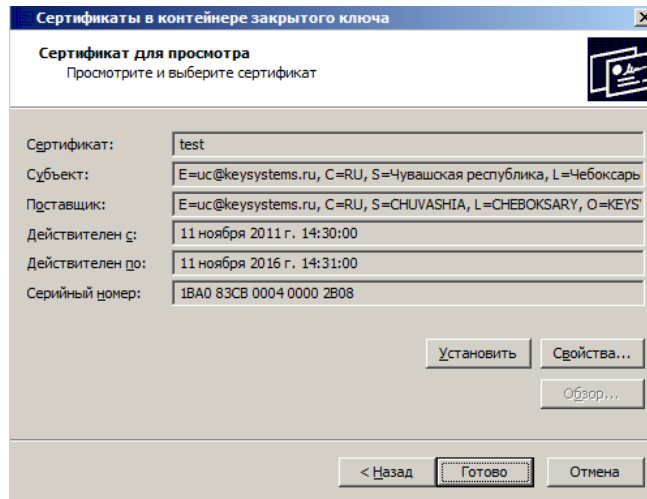 Сертификаты в контейнере закрытого ключа
Сертификат для просмотра
Просмотрите и выберите сертификат
Сертификат: test
Субъект: E=uc@keysystems.ru, C=RU, S=Чувашская республика, L=Чебоксары
Поставщик: E=uc@keysystems.ru, C=RU, S=CHUVASHIA, L=CHEBOKSARY, O=KEYS
Действителен с: 11 ноября 2011 г. 14:30:00
Действителен по: 11 ноября 2016 г. 14:31:00
Серийный номер: 1BA0 83CB 0004 0000 2B08
Установить Свойства...
Обзор...
< Назад Готово Отмена